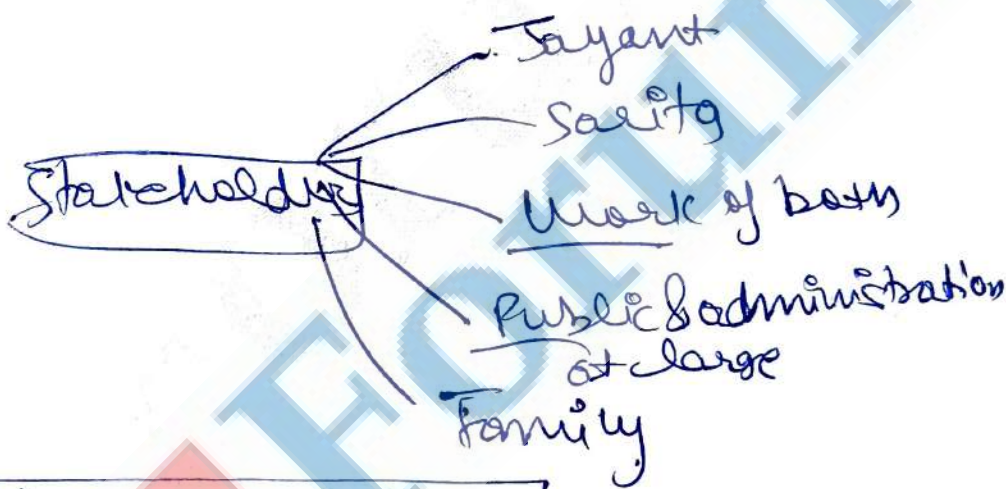 Jayant
Sarita
Stakeholders
Work of both
Public & administration
at large
Family